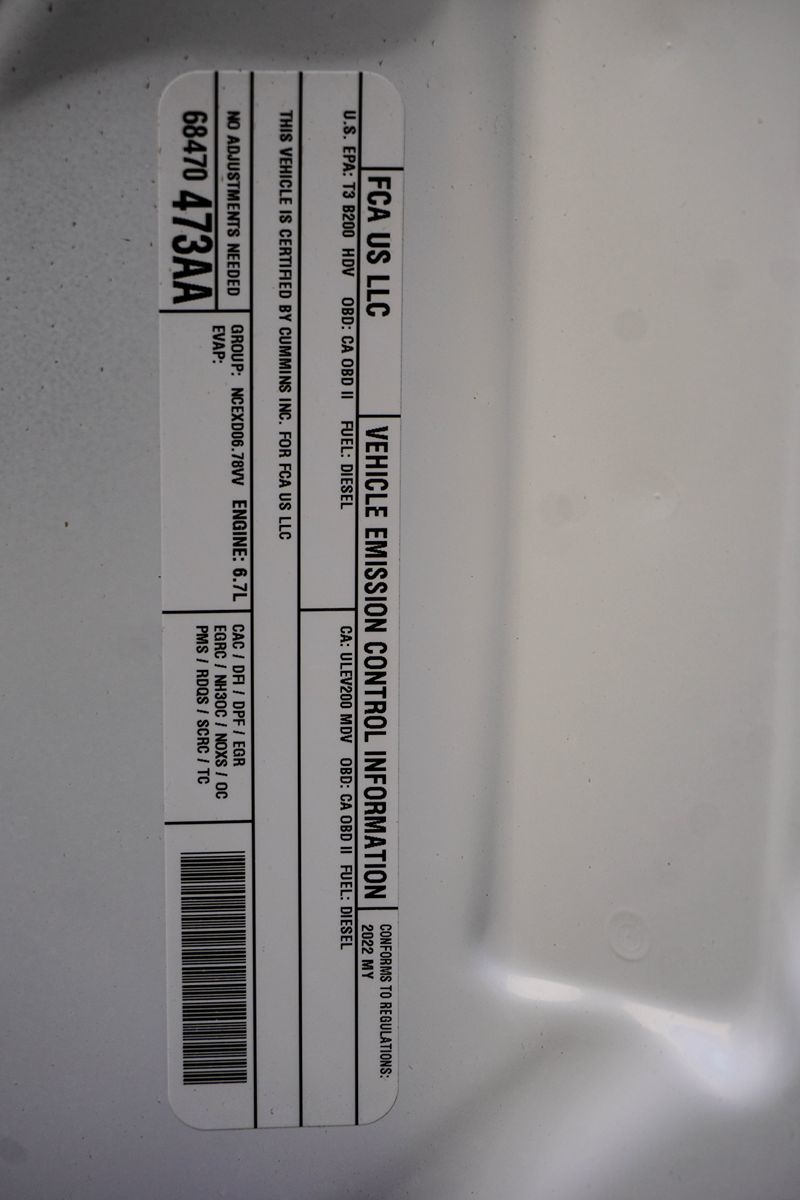 FCA US LLC
VEHICLE EMISSION CONTROL INFORMATION
CONFORMS TO REGULATIONS:
2022 MY
U.S. EPA: T3 B200 HDV OBD: CA OBD II FUEL: DIESEL
CA: ULEV200 MDV OBD: CA OBD II FUEL: DIESEL
THIS VEHICLE IS CERTIFIED BY CUMMINS INC. FOR FCA US LLC
NO ADJUSTMENTS NEEDED
68470 473AA
GROUP: NCEXD06.78VV ENGINE: 6.7L
EVAP:
CAC / DFI / DPF / EGR
EGRC / NH3OC / NOXS / OC
PMS / RDQS / SCRC / TC